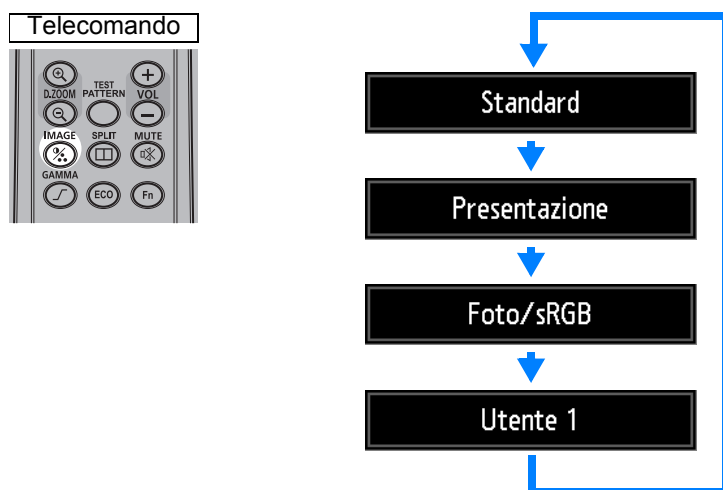 Telecomando
D.ZOOM
TEST
PATTERN
VOL
IMAGE
SPLIT
MUTE
GAMMA
ECO
Fn
Standard
Presentazione
Foto/sRGB
Utente 1